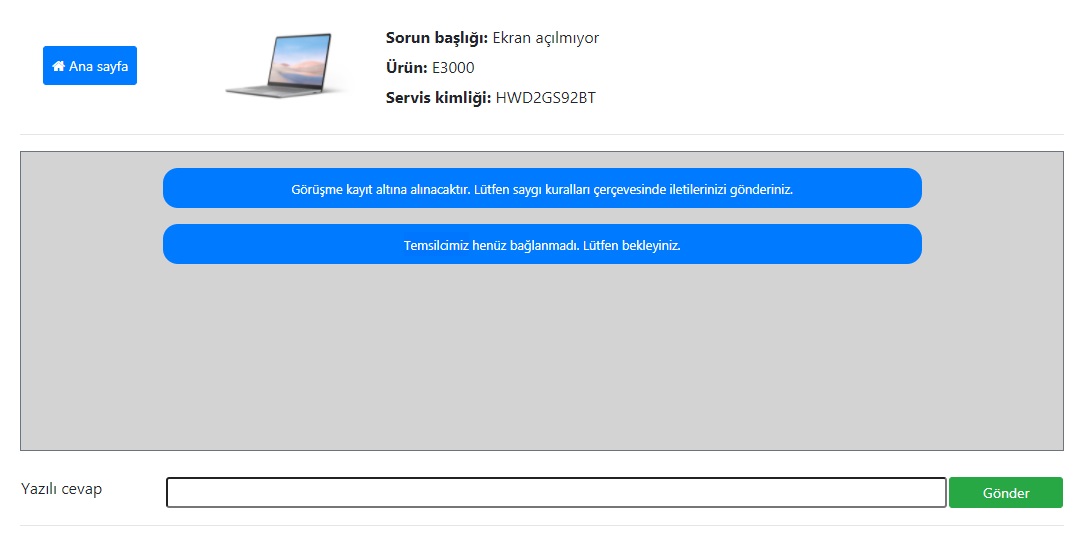 Ana sayfa
Sorun başlığı: Ekran açılmıyor
Ürün: E3000
Servis kimliği: HWD2GS92BT
Görüşme kayıt altına alınacaktır. Lütfen saygı kuralları çerçevesinde iletilerinizi gönderiniz.
Temsilcimiz henüz bağlanmadı. Lütfen bekleyiniz.
Yazılı cevap
Gönder